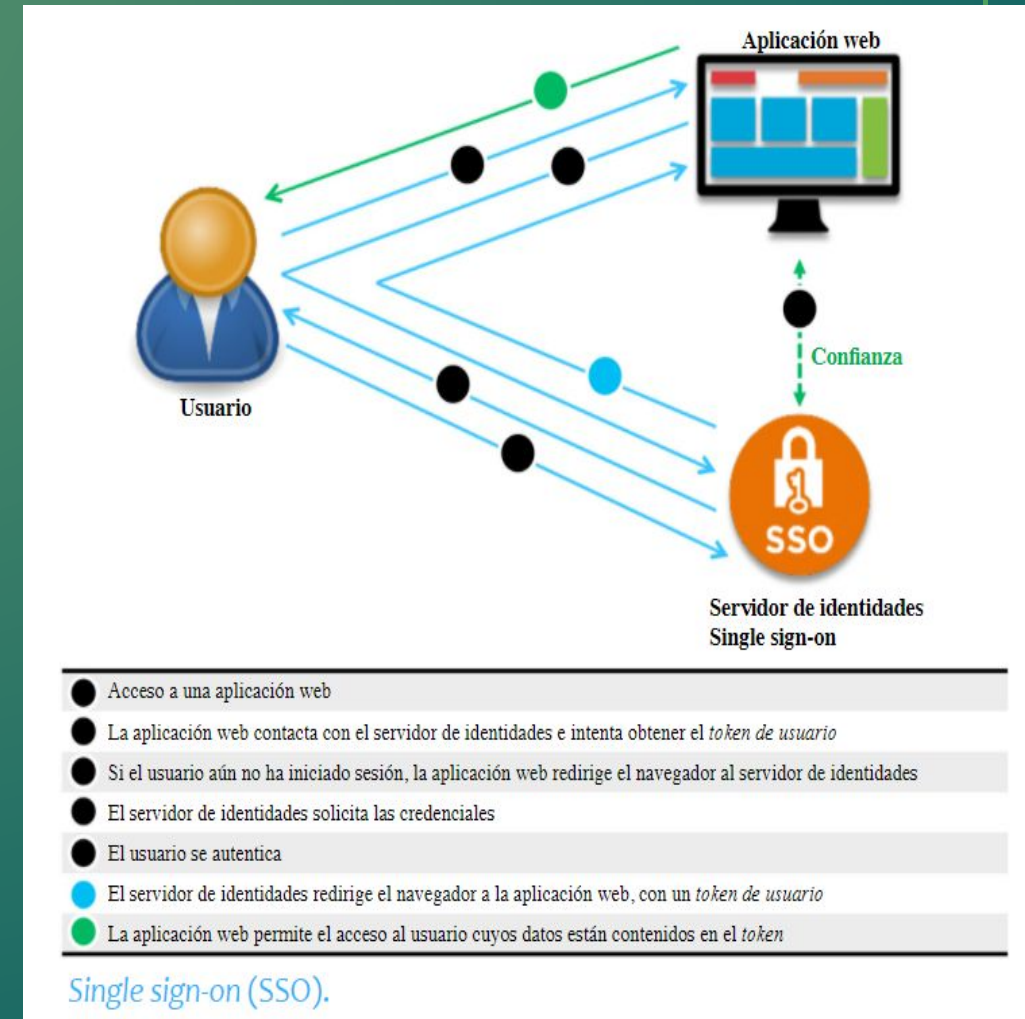 Aplicación web
Confianza
Usuario
SSO
Servidor de identidades
Single sign-on
Acceso a una aplicación web
La aplicación web contacta con el servidor de identidades e intenta obtener el token de usuario
Si el usuario aún no ha iniciado sesión, la aplicación web redirige el navegador al servidor de identidades
El servidor de identidades solicita las credenciales
El usuario se autentica
El servidor de identidades redirige el navegador a la aplicación web, con un token de usuario
La aplicación web permite el acceso al usuario cuyos datos están contenidos en el token
Single sign-on (SSO).